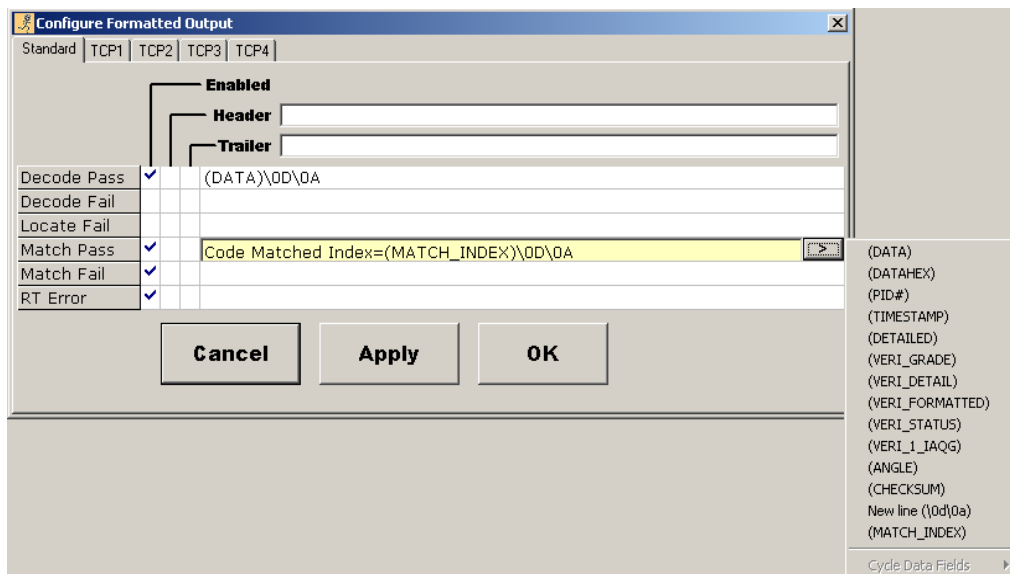 Configure Formatted Output
Standard TCP1 TCP2 TCP3 TCP4
Enabled
Header
Trailer
Decode Pass (DATA)\0D\0A
Decode Fail
Locate Fail
Match Pass Code Matched Index=(MATCH_INDEX)\0D\0A >
Match Fail
RT Error
Cancel Apply OK
(DATA)
(DATAHEX)
(PID#)
(TIMESTAMP)
(DETAILED)
(VERI_GRADE)
(VERI_DETAIL)
(VERI_FORMATTED)
(VERI_STATUS)
(VERI_1_IAQG)
(ANGLE)
(CHECKSUM)
New line (\0d\0a)
(MATCH_INDEX)
Cycle Data Fields